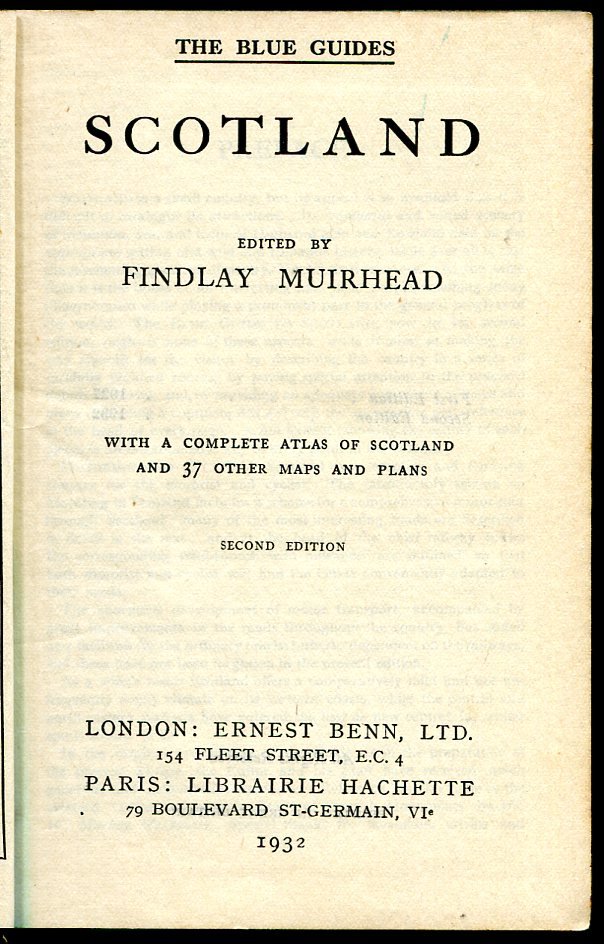 THE BLUE GUIDES
SCOTLAND
EDITED BY
FINDLAY MUIRHEAD
WITH A COMPLETE ATLAS OF SCOTLAND
AND 37 OTHER MAPS AND PLANS
SECOND EDITION
LONDON: ERNEST BENN, LTD.
154 FLEET STREET, E.C. 4
PARIS: LIBRAIRIE HACHETTE
79 BOULEVARD ST-GERMAIN, VIᵉ
1932